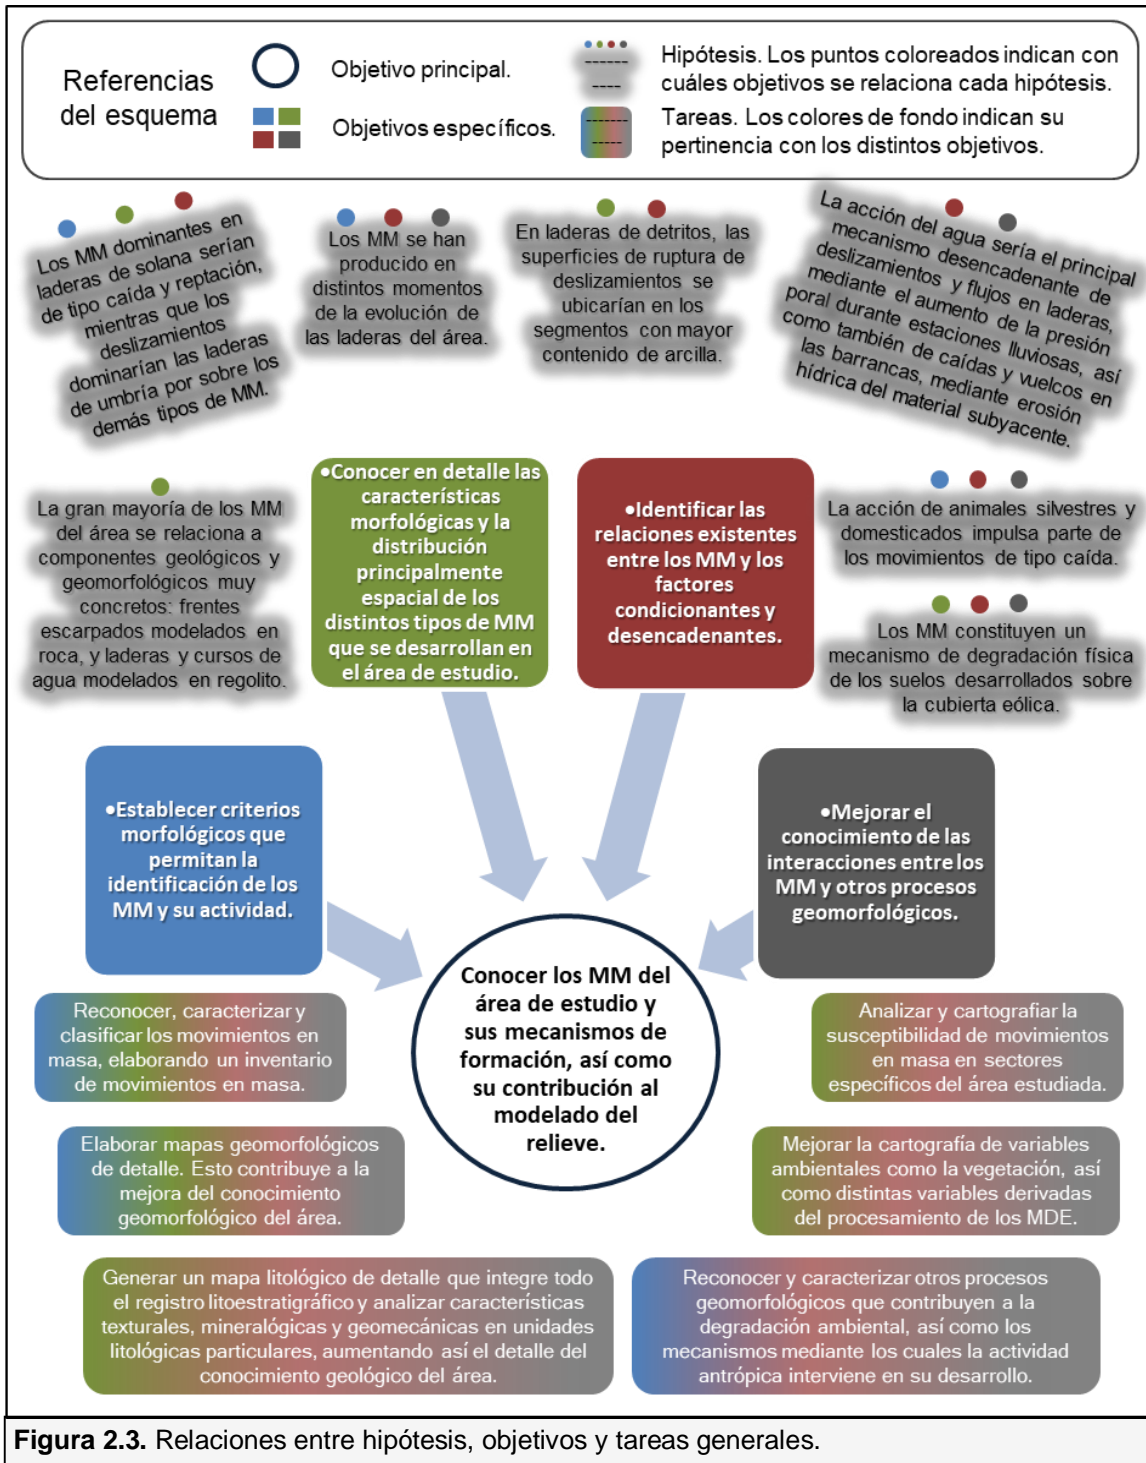 Referencias
del esquema
Objetivo principal.
Objetivos específicos.
------
----
Hipótesis. Los puntos coloreados indican con
cuáles objetivos se relaciona cada hipótesis.
-------
-----
Tareas. Los colores de fondo indican su
pertinencia con los distintos objetivos.
Los MM dominantes en
laderas de solana serían
de tipo caída y reptación,
mientras que los
deslizamientos
dominarían las laderas
de umbría por sobre los
demás tipos de MM.
Los MM se han
producido en
distintos momentos
de la evolución de
las laderas del área.
En laderas de detritos, las
superficies de ruptura de
deslizamientos se
ubicarían en los
segmentos con mayor
contenido de arcilla.
La acción del agua sería el principal
mecanismo desencadenante de
deslizamientos y flujos en laderas,
mediante el aumento de la presión
poral durante estaciones lluviosas, así
como también de caídas y vuelcos en
las barrancas, mediante erosión
hídrica del material subyacente.
La gran mayoría de los MM
del área se relaciona a
componentes geológicos y
geomorfológicos muy
concretos: frentes
escarpados modelados en
roca, y laderas y cursos de
agua modelados en regolito.
•Conocer en detalle las
características
morfológicas y la
distribución
principalmente
espacial de los
distintos tipos de MM
que se desarrollan en
el área de estudio.
•Identificar las
relaciones existentes
entre los MM y los
factores
condicionantes y
desencadenantes.
La acción de animales silvestres y
domesticados impulsa parte de
los movimientos de tipo caída.
Los MM constituyen un
mecanismo de degradación física
de los suelos desarrollados sobre
la cubierta eólica.
•Establecer criterios
morfológicos que
permitan la
identificación de los
MM y su actividad.
•Mejorar el
conocimiento de las
interacciones entre los
MM y otros procesos
geomorfológicos.
Conocer los MM del
área de estudio y
sus mecanismos de
formación, así como
su contribución al
modelado del
relieve.
Reconocer, caracterizar y
clasificar los movimientos en
masa, elaborando un inventario
de movimientos en masa.
Analizar y cartografiar la
susceptibilidad de movimientos
en masa en sectores
específicos del área estudiada.
Elaborar mapas geomorfológicos
de detalle. Esto contribuye a la
mejora del conocimiento
geomorfológico del área.
Mejorar la cartografía de variables
ambientales como la vegetación, así
como distintas variables derivadas
del procesamiento de los MDE.
Generar un mapa litológico de detalle que integre todo
el registro litoestratigráfico y analizar características
texturales, mineralógicas y geomecánicas en unidades
litológicas particulares, aumentando así el detalle del
conocimiento geológico del área.
Reconocer y caracterizar otros procesos
geomorfológicos que contribuyen a la
degradación ambiental, así como los
mecanismos mediante los cuales la actividad
antrópica interviene en su desarrollo.
Figura 2.3. Relaciones entre hipótesis, objetivos y tareas generales.